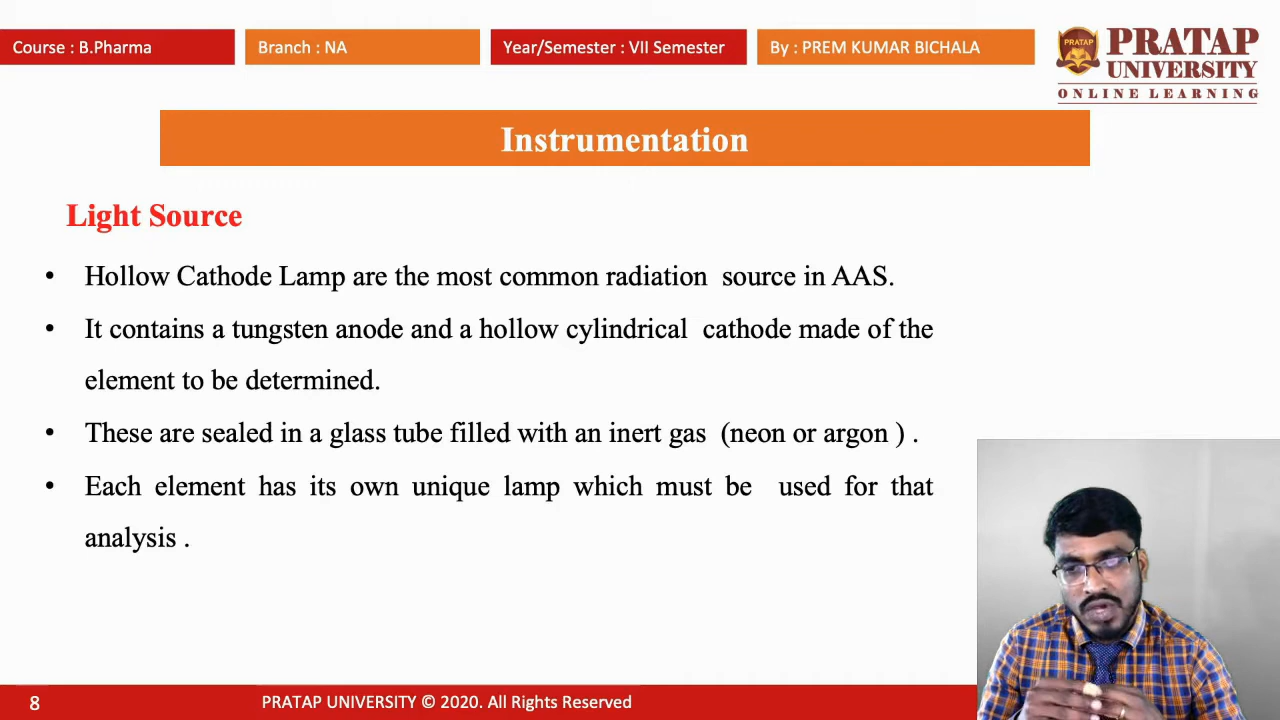 Course : B.Pharma
Branch : NA
Year/Semester : VII Semester
By : PREM KUMAR BICHALA
PRATAP
PRATAP
UNIVERSITY
ONLINE LEARNING
Instrumentation
Light Source
• Hollow Cathode Lamp are the most common radiation source in AAS.
• It contains a tungsten anode and a hollow cylindrical cathode made of the
element to be determined.
• These are sealed in a glass tube filled with an inert gas (neon or argon ) .
• Each element has its own unique lamp which must be used for that
analysis .
8
PRATAP UNIVERSITY © 2020. All Rights Reserved